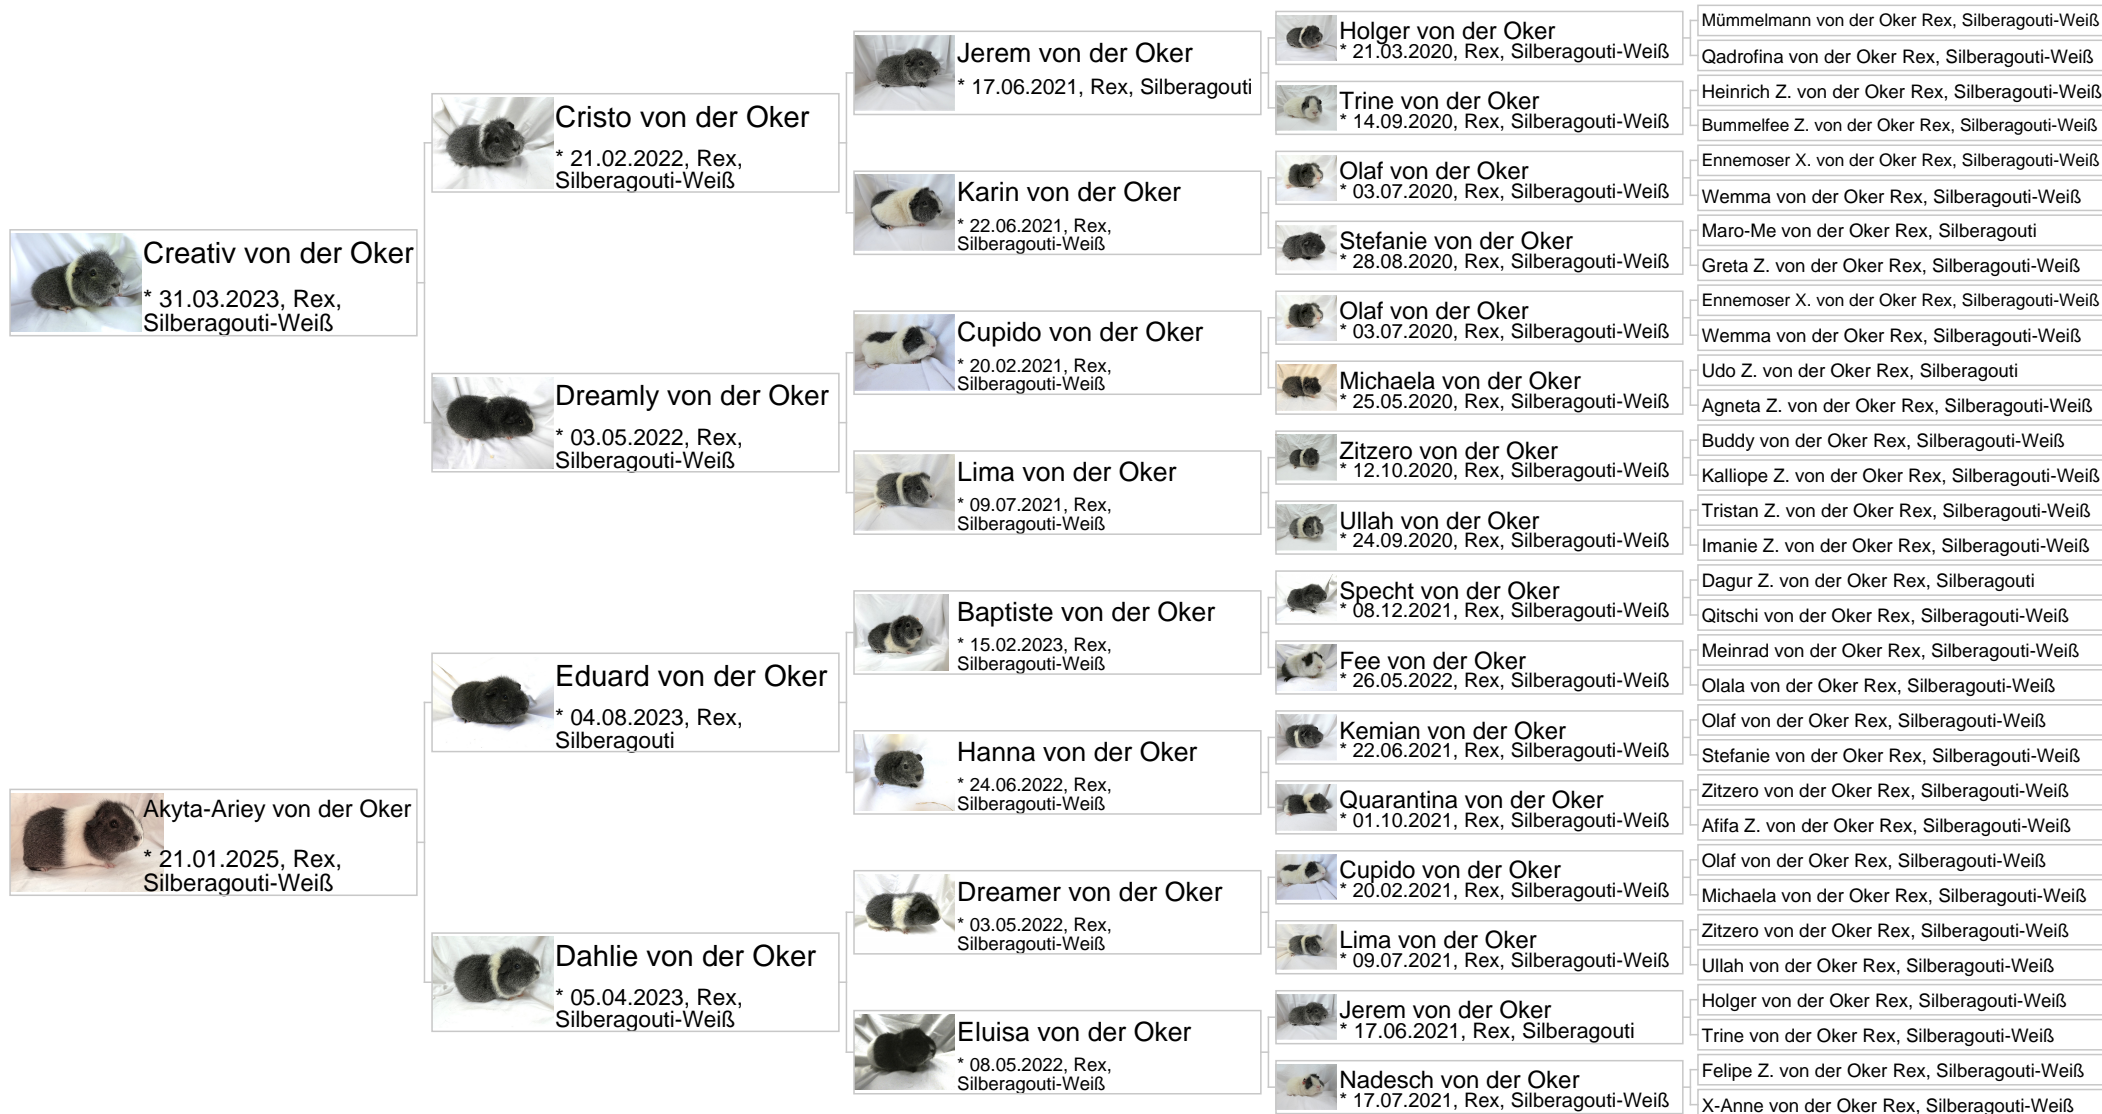 Creativ von der Oker
* 31.03.2023, Rex,
Silberagouti-Weiß
Akyta-Ariey von der Oker
* 21.01.2025, Rex,
Silberagouti-Weiß
Cristo von der Oker
* 21.02.2022, Rex,
Silberagouti-Weiß
Dreamly von der Oker
* 03.05.2022, Rex,
Silberagouti-Weiß
Eduard von der Oker
* 04.08.2023, Rex,
Silberagouti
Dahlie von der Oker
* 05.04.2023, Rex,
Silberagouti-Weiß
Jerem von der Oker
* 17.06.2021, Rex, Silberagouti
Karin von der Oker
* 22.06.2021, Rex,
Silberagouti-Weiß
Cupido von der Oker
* 20.02.2021, Rex,
Silberagouti-Weiß
Lima von der Oker
* 09.07.2021, Rex,
Silberagouti-Weiß
Baptiste von der Oker
* 15.02.2023, Rex,
Silberagouti-Weiß
Hanna von der Oker
* 24.06.2022, Rex,
Silberagouti-Weiß
Dreamer von der Oker
* 03.05.2022, Rex,
Silberagouti-Weiß
Eluisa von der Oker
* 08.05.2022, Rex,
Silberagouti-Weiß
Holger von der Oker
* 21.03.2020, Rex, Silberagouti-Weiß
Trine von der Oker
* 14.09.2020, Rex, Silberagouti-Weiß
Olaf von der Oker
* 03.07.2020, Rex, Silberagouti-Weiß
Stefanie von der Oker
* 28.08.2020, Rex, Silberagouti-Weiß
Olaf von der Oker
* 03.07.2020, Rex, Silberagouti-Weiß
Michaela von der Oker
* 25.05.2020, Rex, Silberagouti-Weiß
Zitzero von der Oker
* 12.10.2020, Rex, Silberagouti-Weiß
Ullah von der Oker
* 24.09.2020, Rex, Silberagouti-Weiß
Specht von der Oker
* 08.12.2021, Rex, Silberagouti-Weiß
Fee von der Oker
* 26.05.2022, Rex, Silberagouti-Weiß
Kemian von der Oker
* 22.06.2021, Rex, Silberagouti-Weiß
Quarantina von der Oker
* 01.10.2021, Rex, Silberagouti-Weiß
Cupido von der Oker
* 20.02.2021, Rex, Silberagouti-Weiß
Lima von der Oker
* 09.07.2021, Rex, Silberagouti-Weiß
Jerem von der Oker
* 17.06.2021, Rex, Silberagouti
Nadesch von der Oker
* 17.07.2021, Rex, Silberagouti-Weiß
Mümmelmann von der Oker Rex, Silberagouti-Weiß
Qadrofina von der Oker Rex, Silberagouti-Weiß
Heinrich Z. von der Oker Rex, Silberagouti-Weiß
Bummelfee Z. von der Oker Rex, Silberagouti-Weiß
Ennemoser X. von der Oker Rex, Silberagouti-Weiß
Wemma von der Oker Rex, Silberagouti-Weiß
Maro-Me von der Oker Rex, Silberagouti
Greta Z. von der Oker Rex, Silberagouti-Weiß
Ennemoser X. von der Oker Rex, Silberagouti-Weiß
Wemma von der Oker Rex, Silberagouti-Weiß
Udo Z. von der Oker Rex, Silberagouti
Agneta Z. von der Oker Rex, Silberagouti-Weiß
Buddy von der Oker Rex, Silberagouti-Weiß
Kalliope Z. von der Oker Rex, Silberagouti-Weiß
Tristan Z. von der Oker Rex, Silberagouti-Weiß
Imanie Z. von der Oker Rex, Silberagouti-Weiß
Dagur Z. von der Oker Rex, Silberagouti
Qitschi von der Oker Rex, Silberagouti-Weiß
Meinrad von der Oker Rex, Silberagouti-Weiß
Olala von der Oker Rex, Silberagouti-Weiß
Olaf von der Oker Rex, Silberagouti-Weiß
Stefanie von der Oker Rex, Silberagouti-Weiß
Zitzero von der Oker Rex, Silberagouti-Weiß
Afifa Z. von der Oker Rex, Silberagouti-Weiß
Olaf von der Oker Rex, Silberagouti-Weiß
Michaela von der Oker Rex, Silberagouti-Weiß
Zitzero von der Oker Rex, Silberagouti-Weiß
Ullah von der Oker Rex, Silberagouti-Weiß
Holger von der Oker Rex, Silberagouti-Weiß
Trine von der Oker Rex, Silberagouti-Weiß
Felipe Z. von der Oker Rex, Silberagouti-Weiß
X-Anne von der Oker Rex, Silberagouti-Weiß